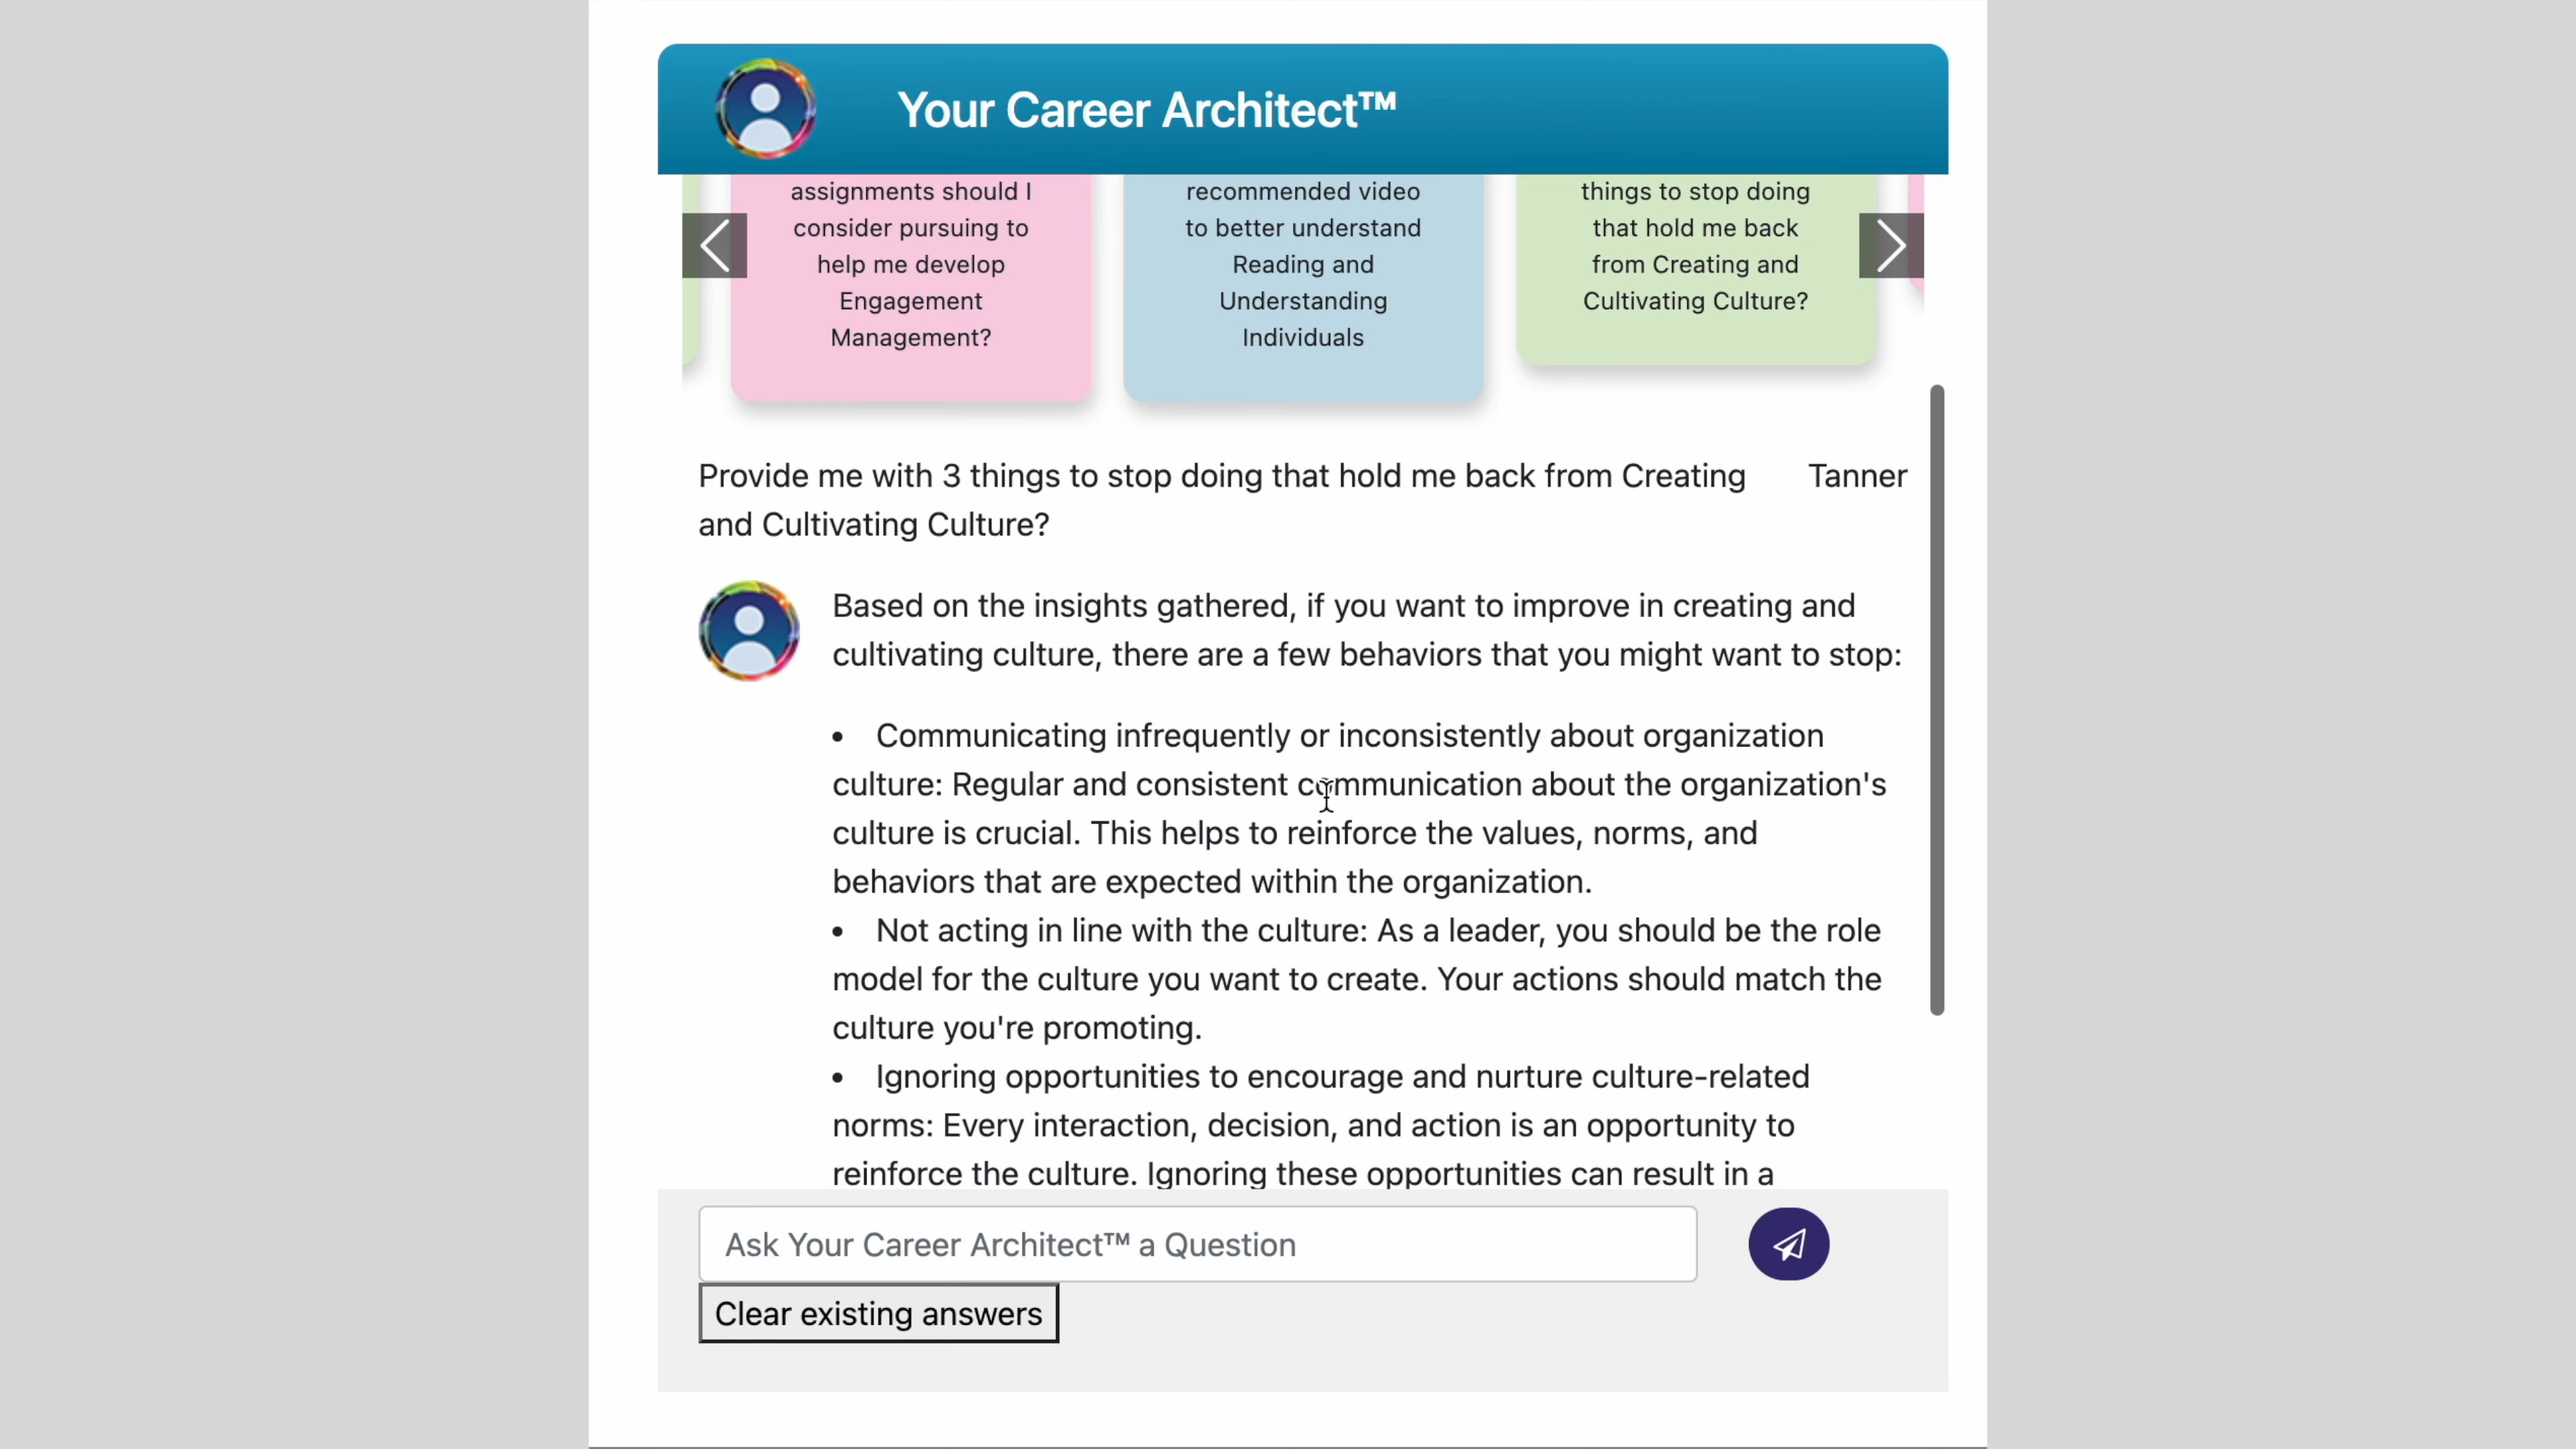 Your Career Architect™
assignments should I
consider pursuing to
help me develop
Engagement
Management?
recommended video
to better understand
Reading and
Understanding
Individuals
things to stop doing
that hold me back
from Creating and
Cultivating Culture?
Provide me with 3 things to stop doing that hold me back from Creating
and Cultivating Culture?
Tanner
Based on the insights gathered, if you want to improve in creating and
cultivating culture, there are a few behaviors that you might want to stop:
• Communicating infrequently or inconsistently about organization
culture: Regular and consistent communication about the organization's
culture is crucial. This helps to reinforce the values, norms, and
behaviors that are expected within the organization.
• Not acting in line with the culture: As a leader, you should be the role
model for the culture you want to create. Your actions should match the
culture you're promoting.
• Ignoring opportunities to encourage and nurture culture-related
norms: Every interaction, decision, and action is an opportunity to
reinforce the culture. Ignoring these opportunities can result in a
Ask Your Career Architect™ a Question
Clear existing answers